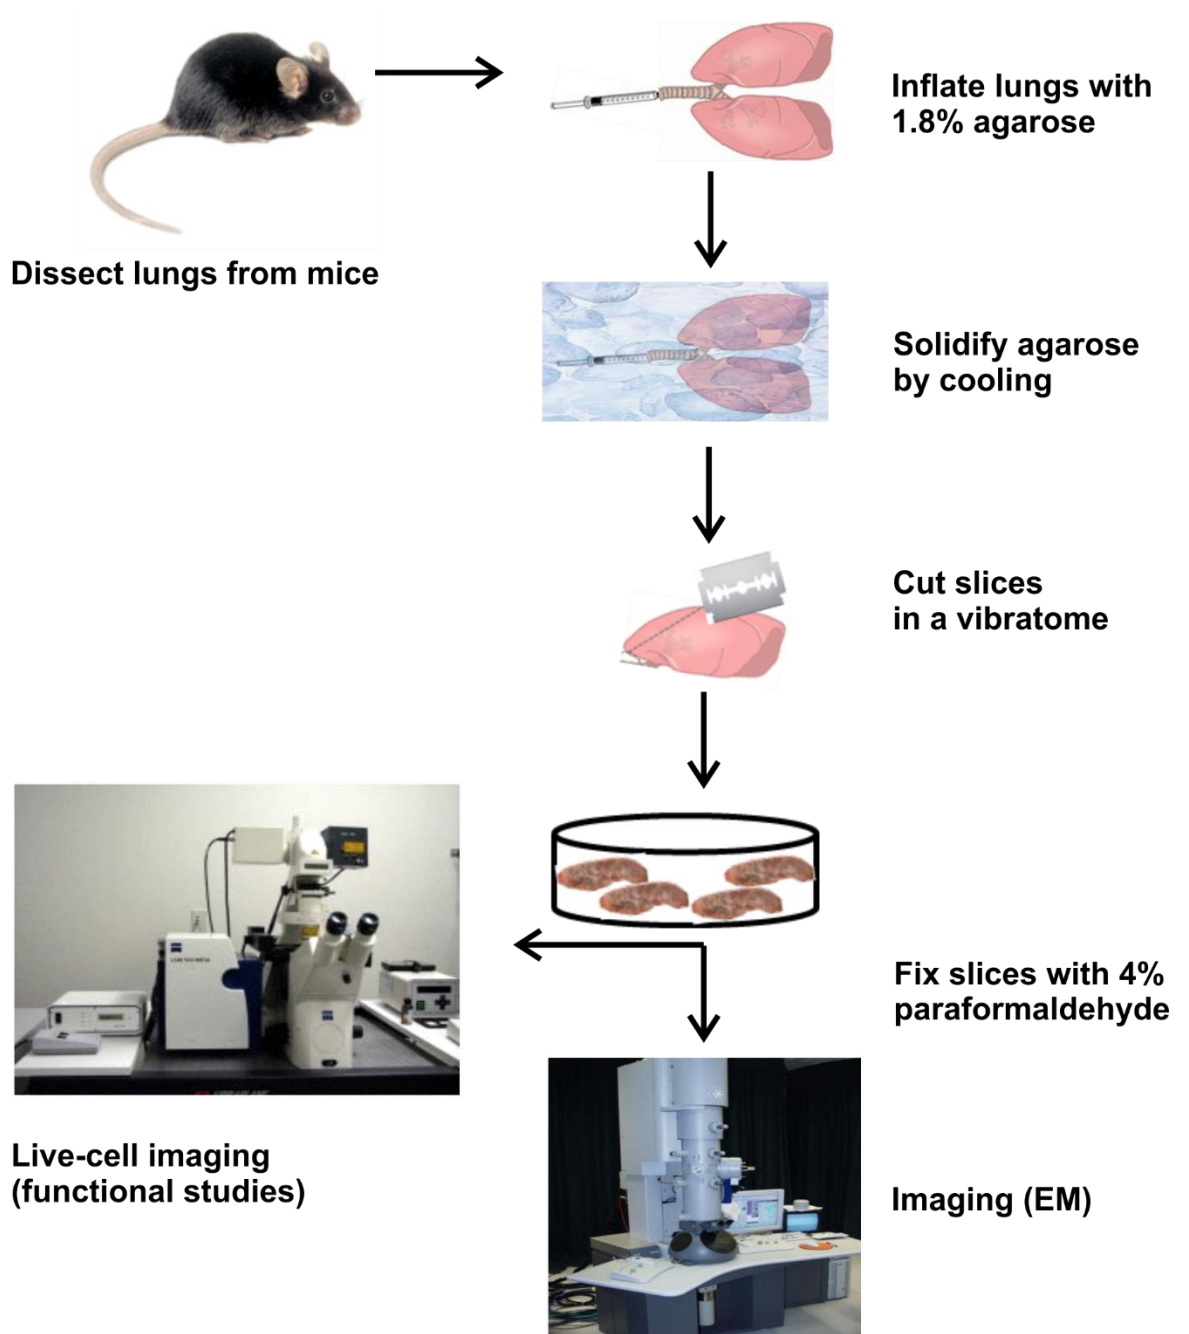 Inflate lungs with
1.8% agarose
Dissect lungs from mice
Solidify agarose
by cooling
Cut slices
in a vibratome
Fix slices with 4%
paraformaldehyde
Live-cell imaging
(functional studies)
Imaging (EM)